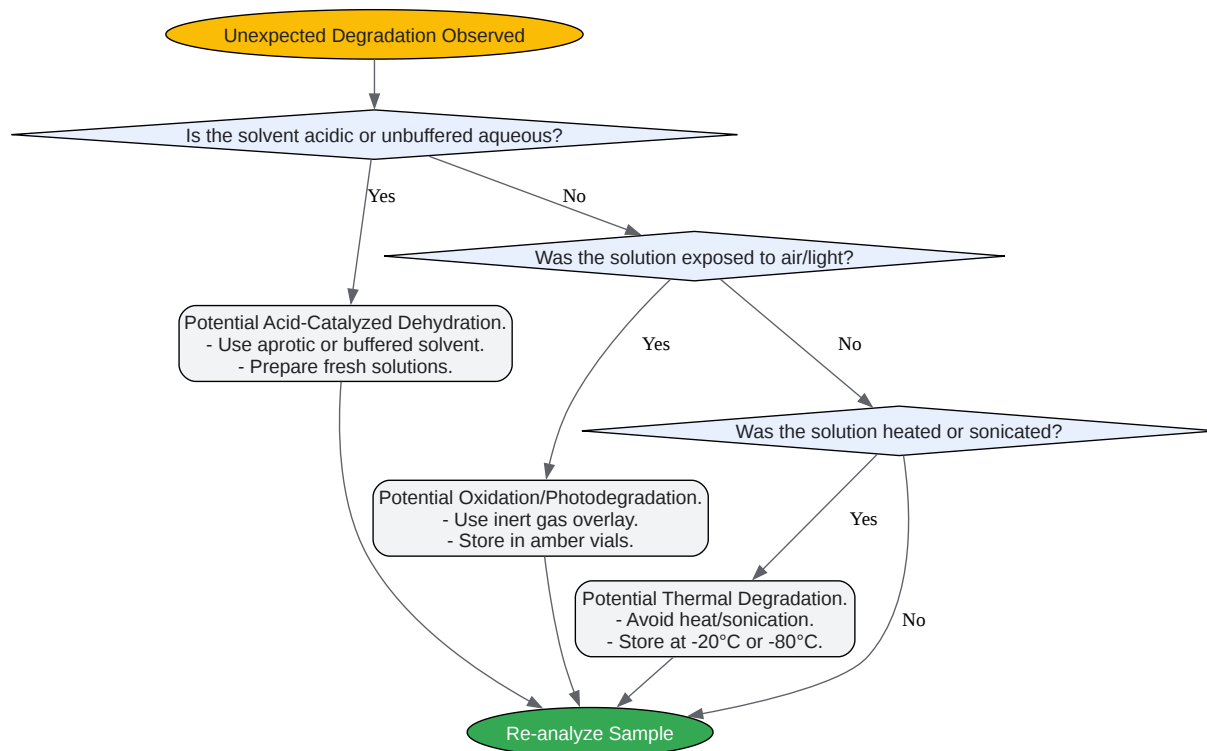 Unexpected Degradation Observed
Is the solvent acidic or unbuffered aqueous?
Yes
No
Was the solution exposed to air/light?
Potential Acid-Catalyzed Dehydration.
- Use aprotic or buffered solvent.
- Prepare fresh solutions.
Yes
No
Was the solution heated or sonicated?
Potential Oxidation/Photodegradation.
- Use inert gas overlay.
- Store in amber vials.
Yes
Potential Thermal Degradation.
- Avoid heat/sonication.
- Store at -20°C or -80°C.
No
Re-analyze Sample